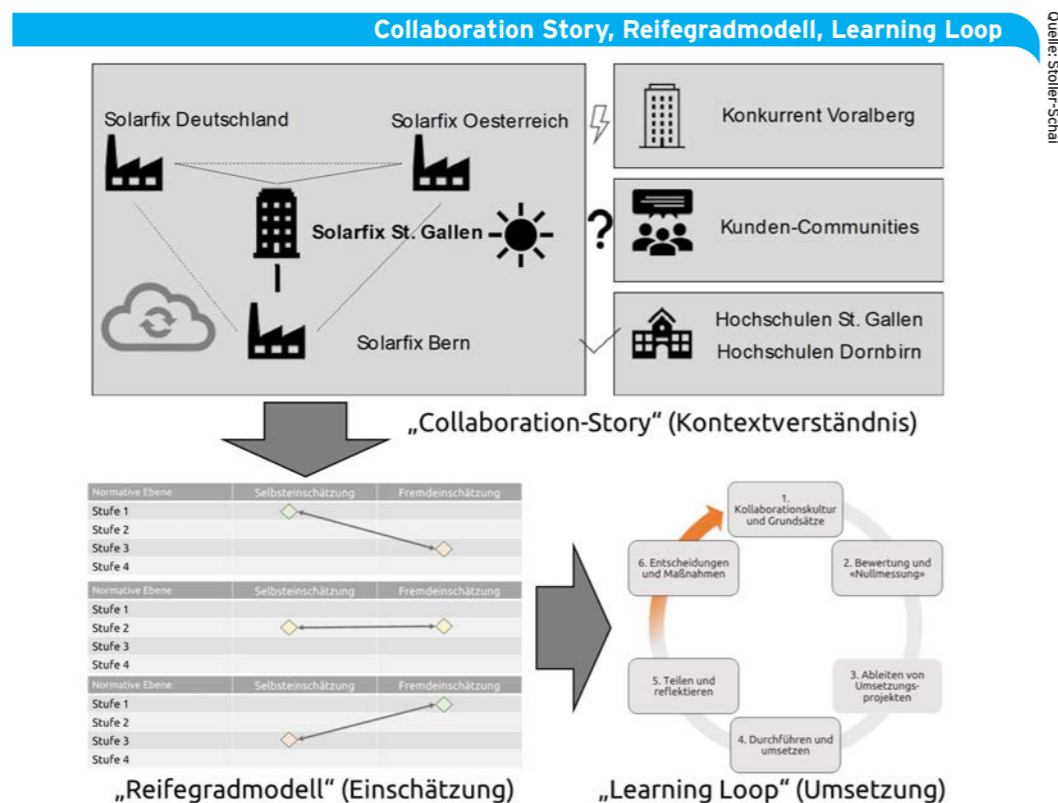 Collaboration Story, Reifegradmodell, Learning Loop
Quelle: Stoller-Schai
Solarfix Deutschland
Solarfix Oesterreich
Solarfix St. Gallen
Solarfix Bern
?
Konkurrent Voralberg
Kunden-Communities
Hochschulen St. Gallen
Hochschulen Dornbirn
„Collaboration-Story“ (Kontextverständnis)
Normative Ebene Selbsteinschätzung Fremdeinschätzung
Stufe 1
Stufe 2
Stufe 3
Stufe 4
Normative Ebene Selbsteinschätzung Fremdeinschätzung
Stufe 1
Stufe 2
Stufe 3
Stufe 4
Normative Ebene Selbsteinschätzung Fremdeinschätzung
Stufe 1
Stufe 2
Stufe 3
Stufe 4
„Reifegradmodell“ (Einschätzung)
1.
Kollaborationskultur
und Grundsätze
2. Bewertung und
«Nullmessung»
3. Ableiten von
Umsetzungs-
projekten
4. Durchführen und
umsetzen
5. Teilen und
reflektieren
6. Entscheidungen
und Maßnahmen
„Learning Loop“ (Umsetzung)